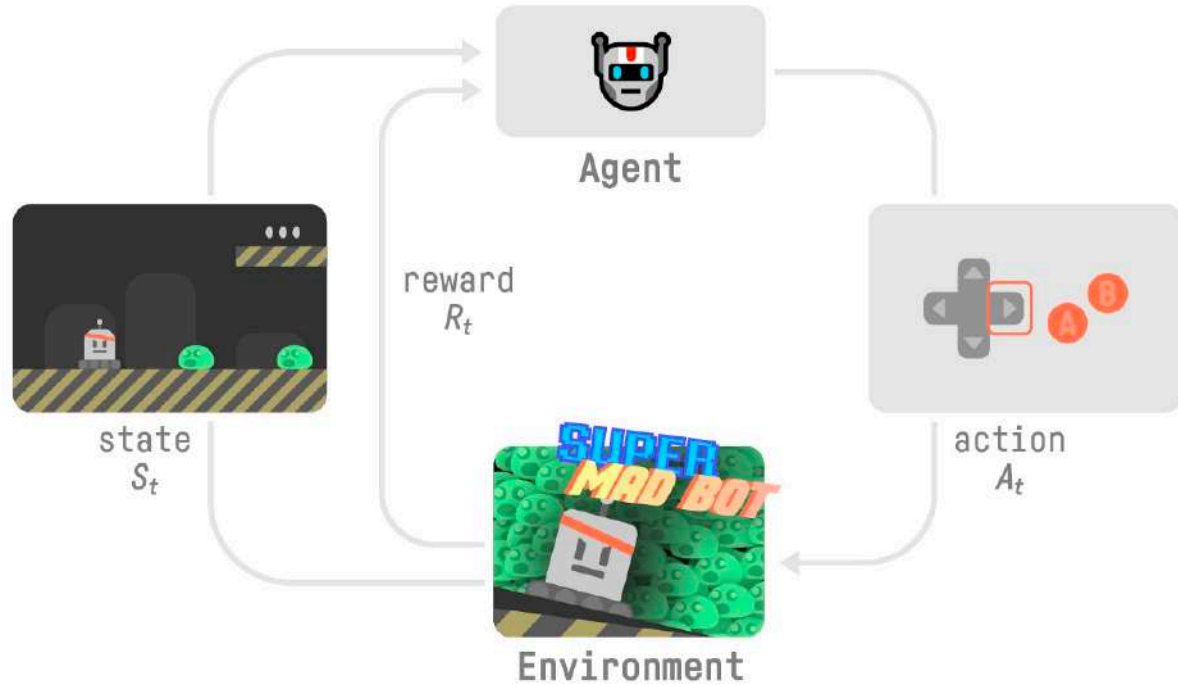 Agent
reward
Rₜ
B
A
state
Sₜ
action
Aₜ
SUPER
MAD BOT
Environment